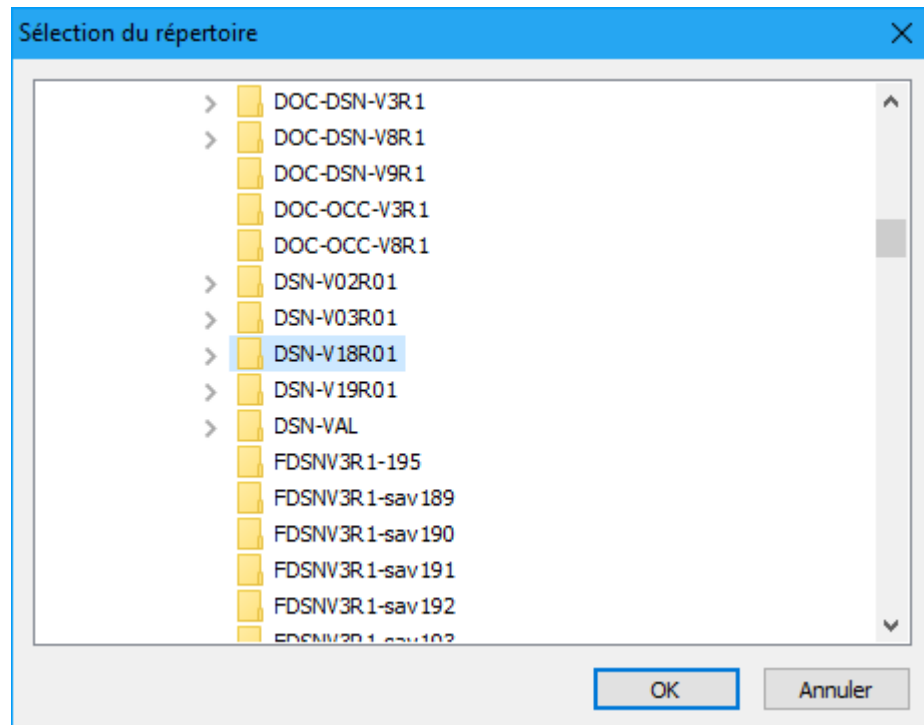 Sélection du répertoire
DOC-DSN-V3R1
DOC-DSN-V8R1
DOC-DSN-V9R1
DOC-OCC-V3R1
DOC-OCC-V8R1
DSN-V02R01
DSN-V03R01
DSN-V18R01
DSN-V19R01
DSN-VAL
FDSNV3R1-195
FDSNV3R1-sav189
FDSNV3R1-sav190
FDSNV3R1-sav191
FDSNV3R1-sav192
FDSNV3R1-sav193
OK Annuler